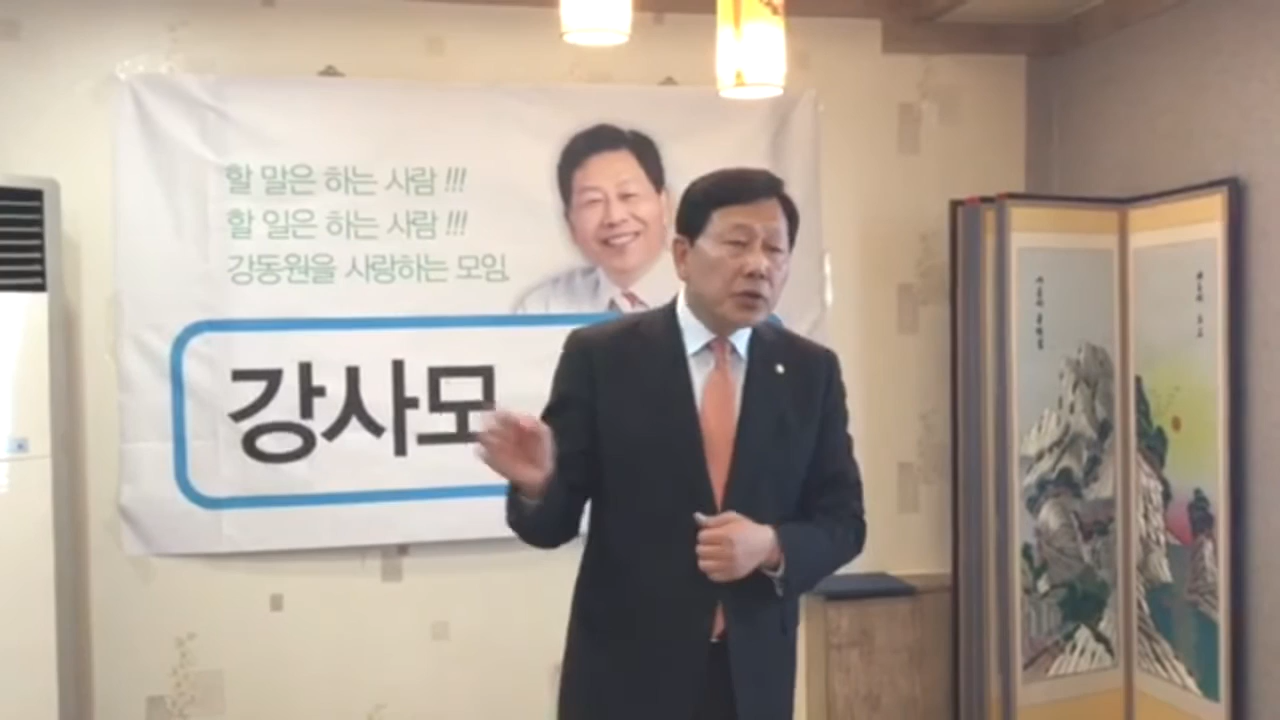 할 말은 하는 사람 !!!
할 일은 하는 사람 !!!
강동원을 사랑하는 모임.
강사모